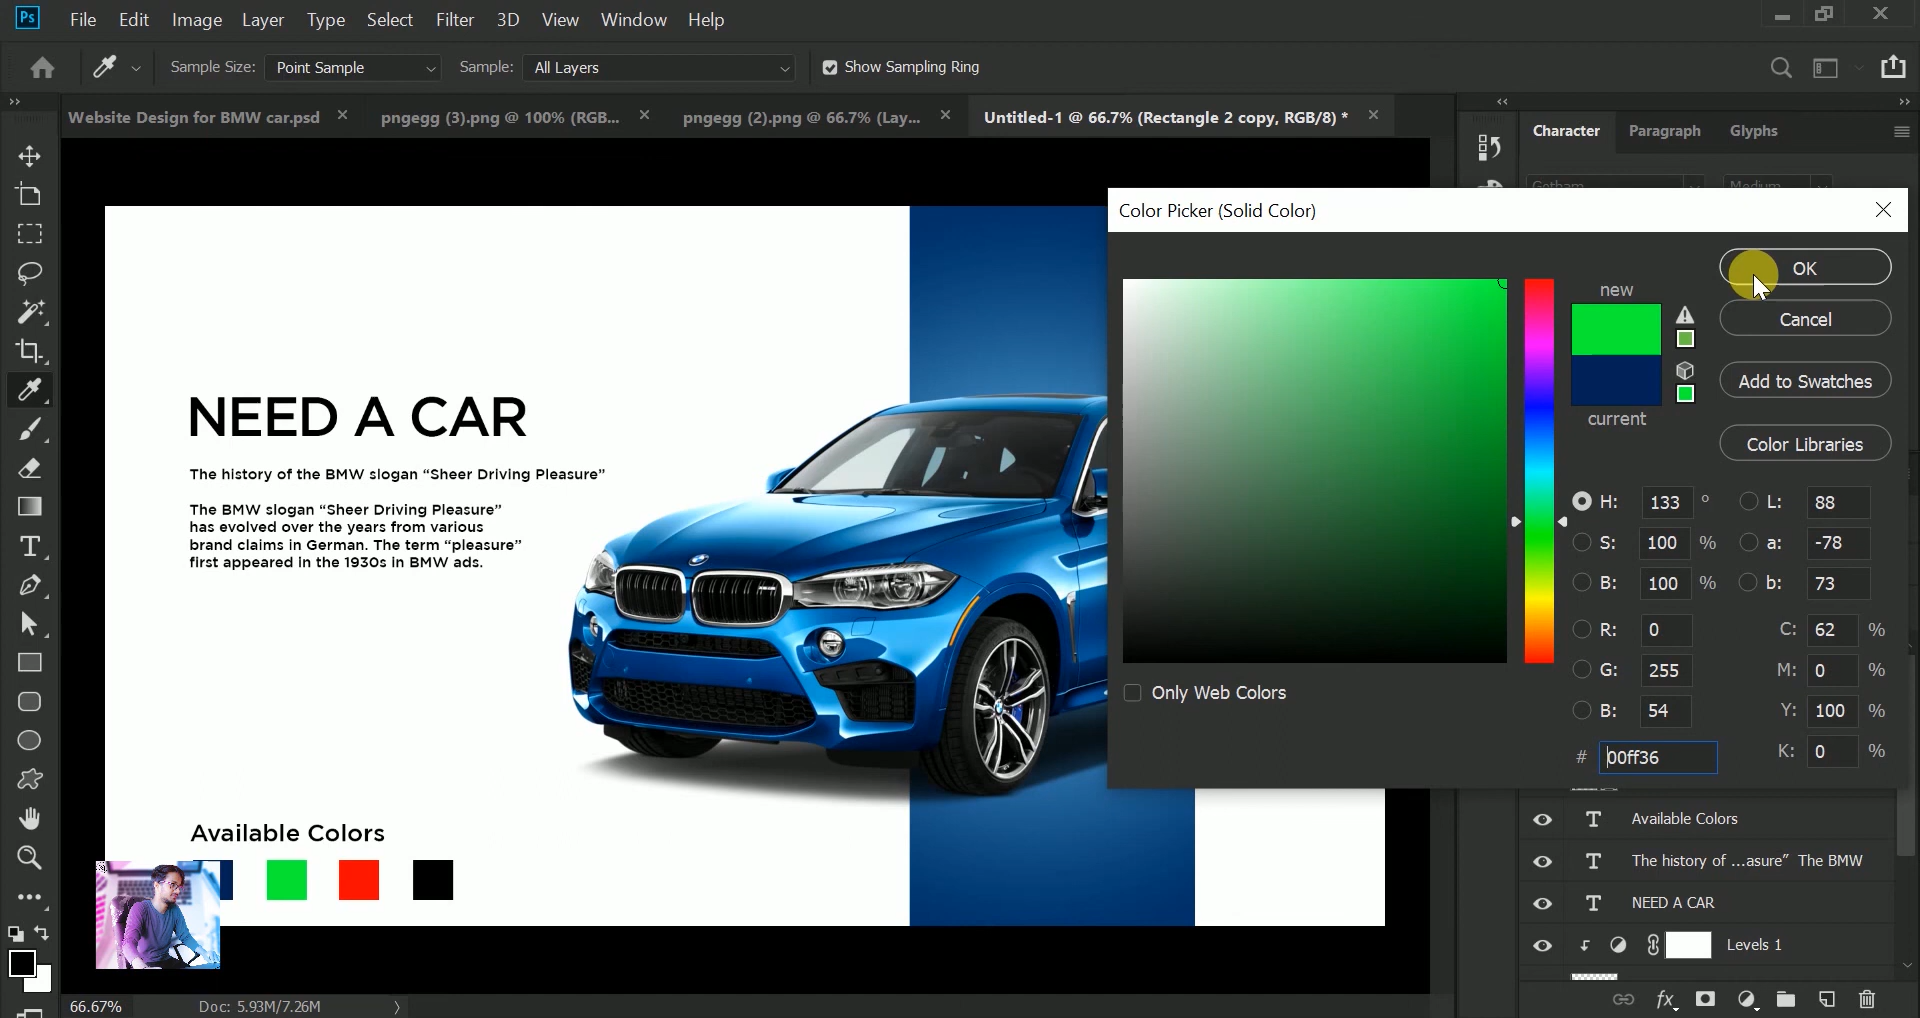 Ps File Edit Image Layer Type Select Filter 3D View Window Help
Sample Size: Point Sample Sample: All Layers Show Sampling Ring
Website Design for BMW car.psd pngegg (3).png @ 100% (RGB... pngegg (2).png @ 66.7% (Lay... Untitled-1 @ 66.7% (Rectangle 2 copy, RGB/8) *
Character Paragraph Glyphs
Gotham Medium
Color Picker (Solid Color)
new
OK
Cancel
Add to Swatches
current
Color Libraries
H: 133 ° L: 88
S: 100 % a: -78
B: 100 % b: 73
R: 0 C: 62 %
G: 255 M: 0 %
B: 54 Y: 100 %
# 00ff36 K: 0 %
Only Web Colors
NEED A CAR
The history of the BMW slogan “Sheer Driving Pleasure”
The BMW slogan “Sheer Driving Pleasure”
has evolved over the years from various
brand claims in German. The term “pleasure”
first appeared in the 1930s in BMW ads.
Available Colors
Available Colors
The history of ...asure” The BMW
NEED A CAR
Levels 1
66.67% Doc: 5.93M/7.26M
fx